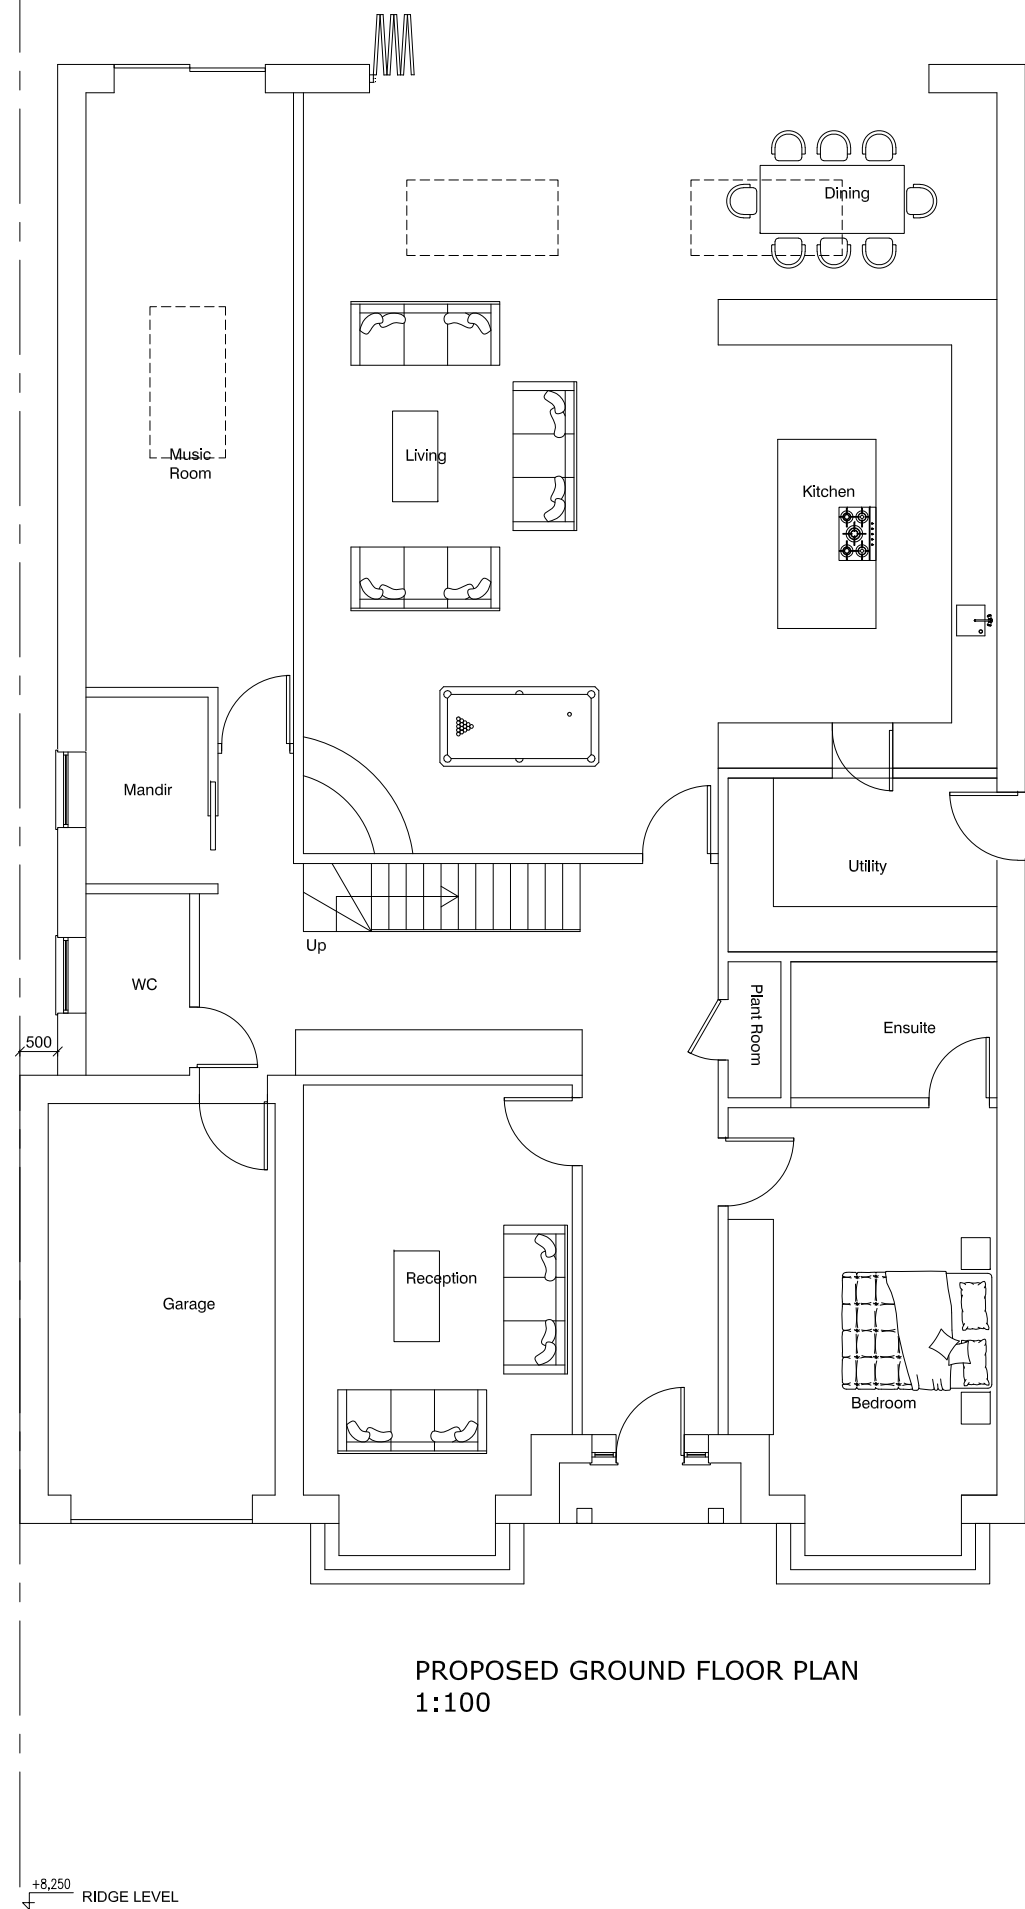 Dining
Music
Room
Living
Kitchen
Mandir
Utility
Up
WC
Plant Room
Ensuite
500
Reception
Garage
Bedroom
PROPOSED GROUND FLOOR PLAN
1:100
+8,250
RIDGE LEVEL